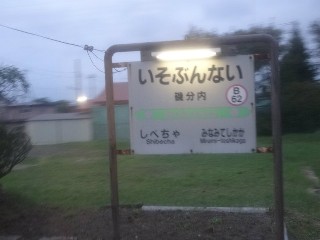 いそぶんない
磯分内
B
62
しべちゃ
Shibecha
みなみてしかが
Minami-teshikaga